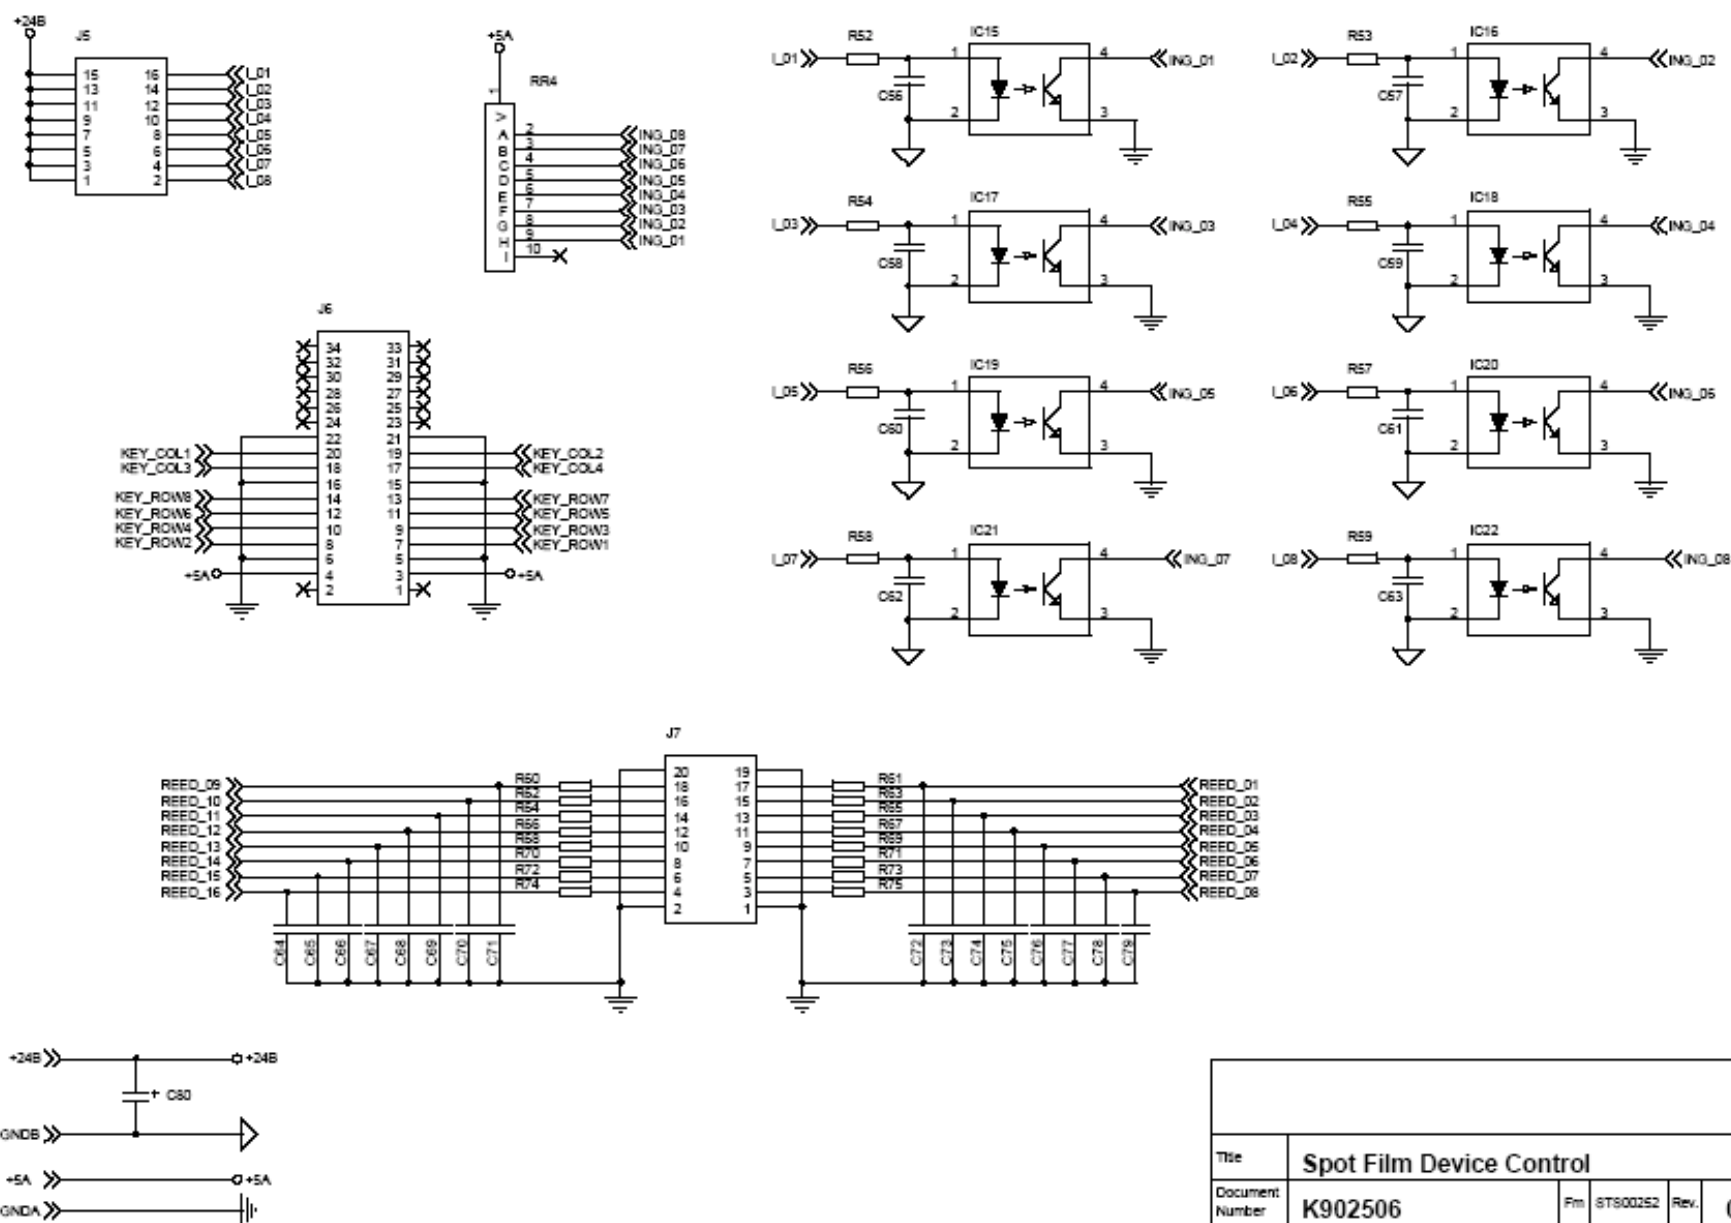 +24B
J5
15 16 I_01
13 14 I_02
11 12 I_03
9 10 I_04
7 8 I_05
5 6 I_06
3 4 I_07
1 2 I_08
+5A
RR4
1
V
A 2 ING_08
B 3 ING_07
C 4 ING_06
D 5 ING_05
E 6 ING_04
F 7 ING_03
G 8 ING_02
H 9 ING_01
I 10
I_01 R52 C56 1 2 IC15 4 3 ING_01
I_02 R53 C57 1 2 IC16 4 3 ING_02
I_03 R54 C58 1 2 IC17 4 3 ING_03
I_04 R55 C59 1 2 IC18 4 3 ING_04
I_05 R56 C60 1 2 IC19 4 3 ING_05
I_06 R57 C61 1 2 IC20 4 3 ING_06
I_07 R58 C62 1 2 IC21 4 3 ING_07
I_08 R59 C63 1 2 IC22 4 3 ING_08
J6
34 33
32 31
30 29
28 27
26 25
24 23
22 21
KEY_COL1 20 19 KEY_COL2
KEY_COL3 18 17 KEY_COL4
16 15
KEY_ROW8 14 13 KEY_ROW7
KEY_ROW6 12 11 KEY_ROW5
KEY_ROW4 10 9 KEY_ROW3
KEY_ROW2 8 7 KEY_ROW1
6 5
+5A 4 3 +5A
2 1
J7
20 19
REED_09 R60 18 17 R61 REED_01
REED_10 R62 16 15 R63 REED_02
REED_11 R64 14 13 R65 REED_03
REED_12 R66 12 11 R67 REED_04
REED_13 R68 10 9 R69 REED_05
REED_14 R70 8 7 R71 REED_06
REED_15 R72 6 5 R73 REED_07
REED_16 R74 4 3 R75 REED_08
2 1
C64 C65 C66 C67 C68 C69 C70 C71
C72 C73 C74 C75 C76 C77 C78 C79
+24B +24B
+ C80
GNDB
+5A +5A
GNDA
Title Spot Film Device Control
Document Number K902506 Fm STS00252 Rev.